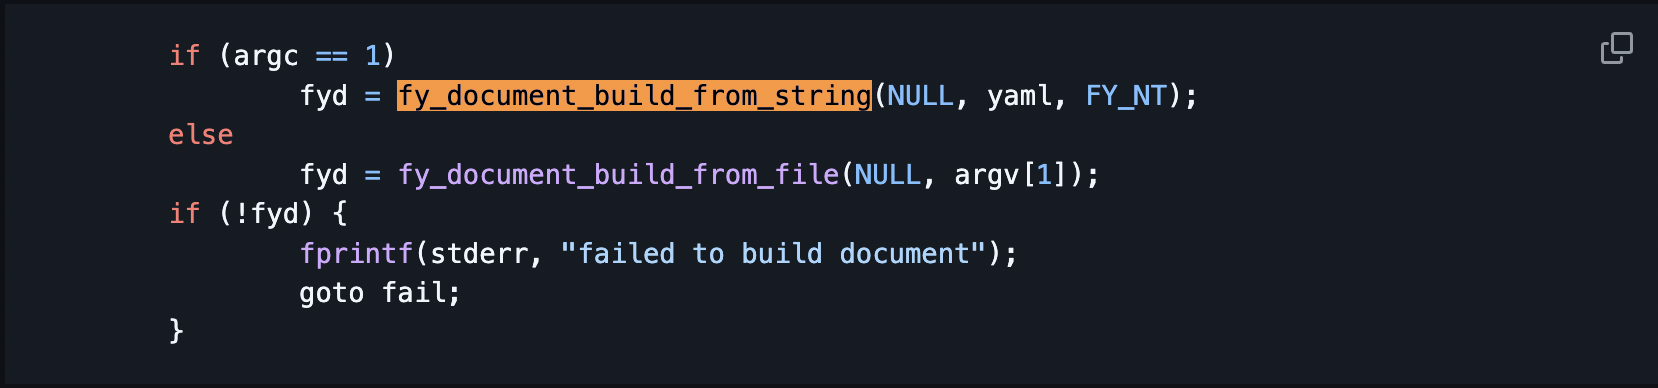 if (argc == 1)
fyd = fy_document_build_from_string(NULL, yaml, FY_NT);
else
fyd = fy_document_build_from_file(NULL, argv[1]);
if (!fyd) {
fprintf(stderr, "failed to build document");
goto fail;
}